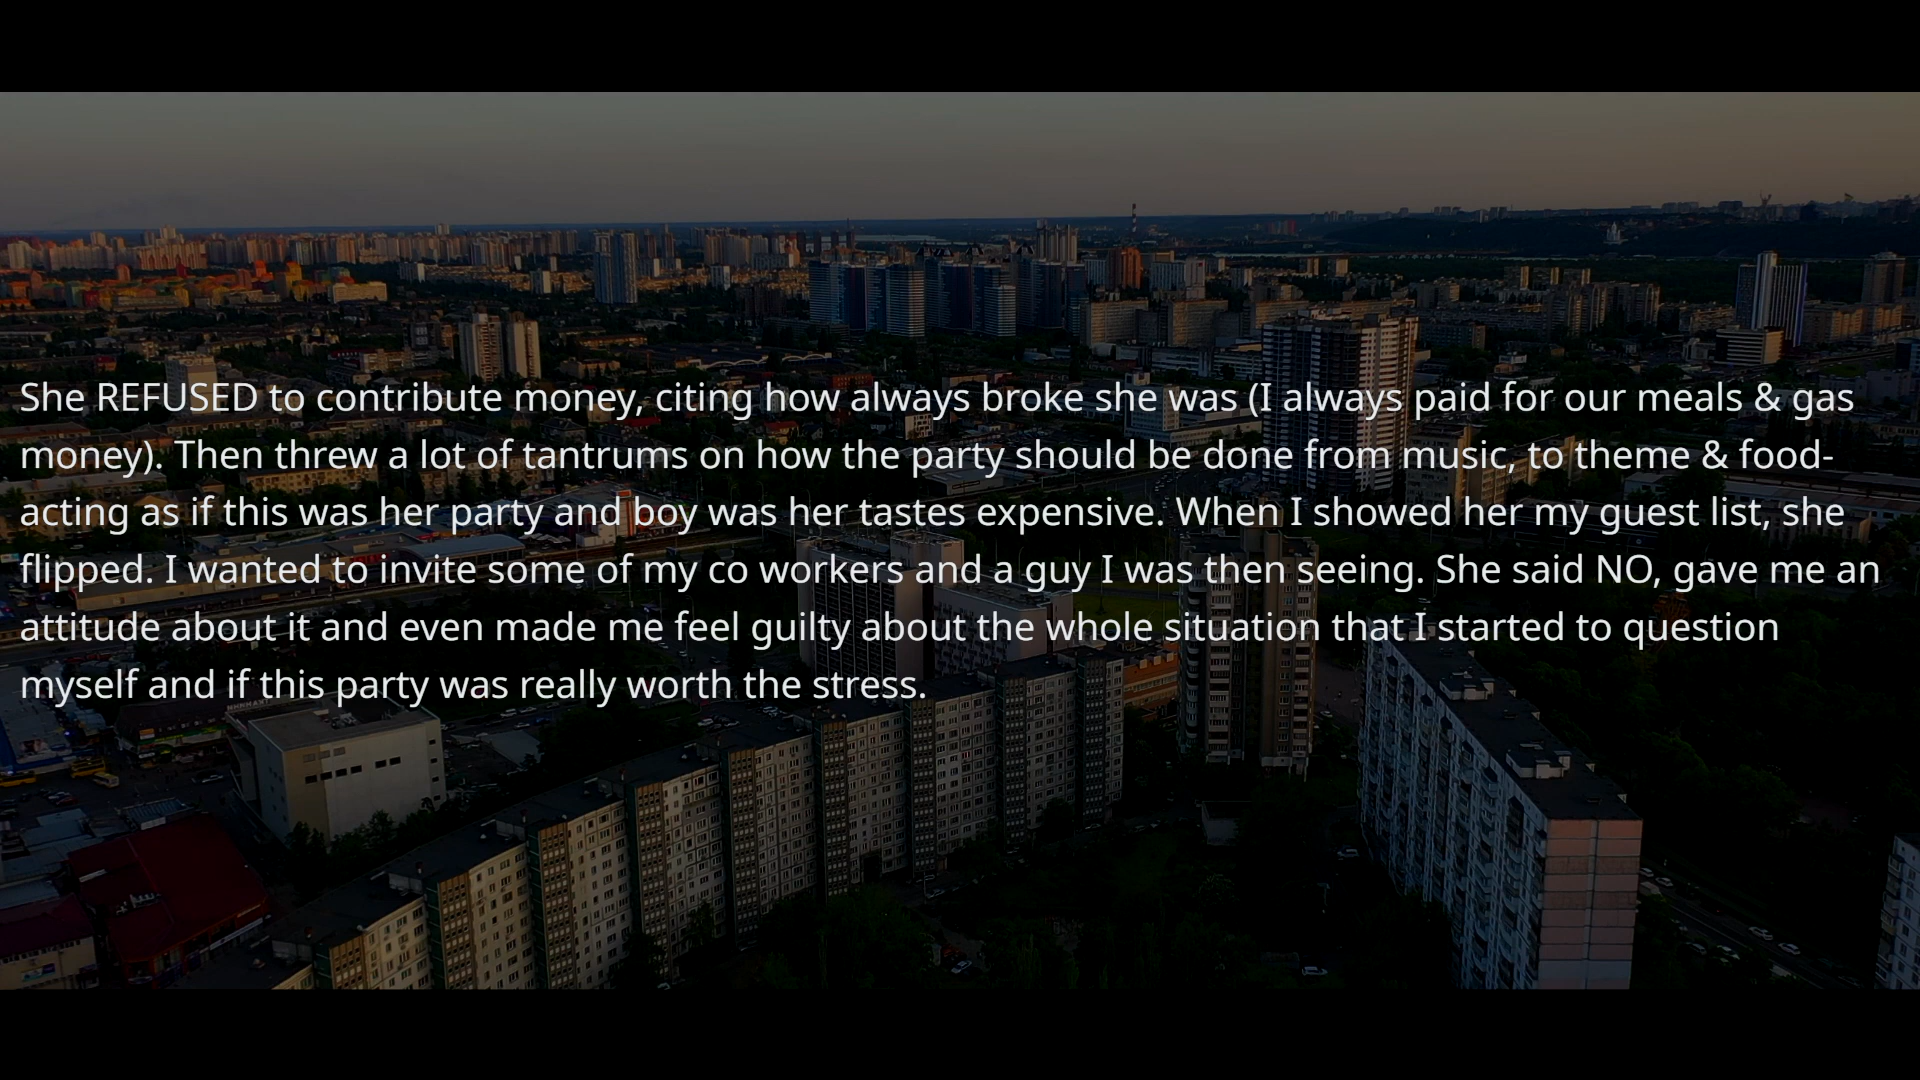 She REFUSED to contribute money, citing how always broke she was (I always paid for our meals & gas
money). Then threw a lot of tantrums on how the party should be done from music, to theme & food-
acting as if this was her party and boy was her tastes expensive. When I showed her my guest list, she
flipped. I wanted to invite some of my co workers and a guy I was then seeing. She said NO, gave me an
attitude about it and even made me feel guilty about the whole situation that I started to question
myself and if this party was really worth the stress.